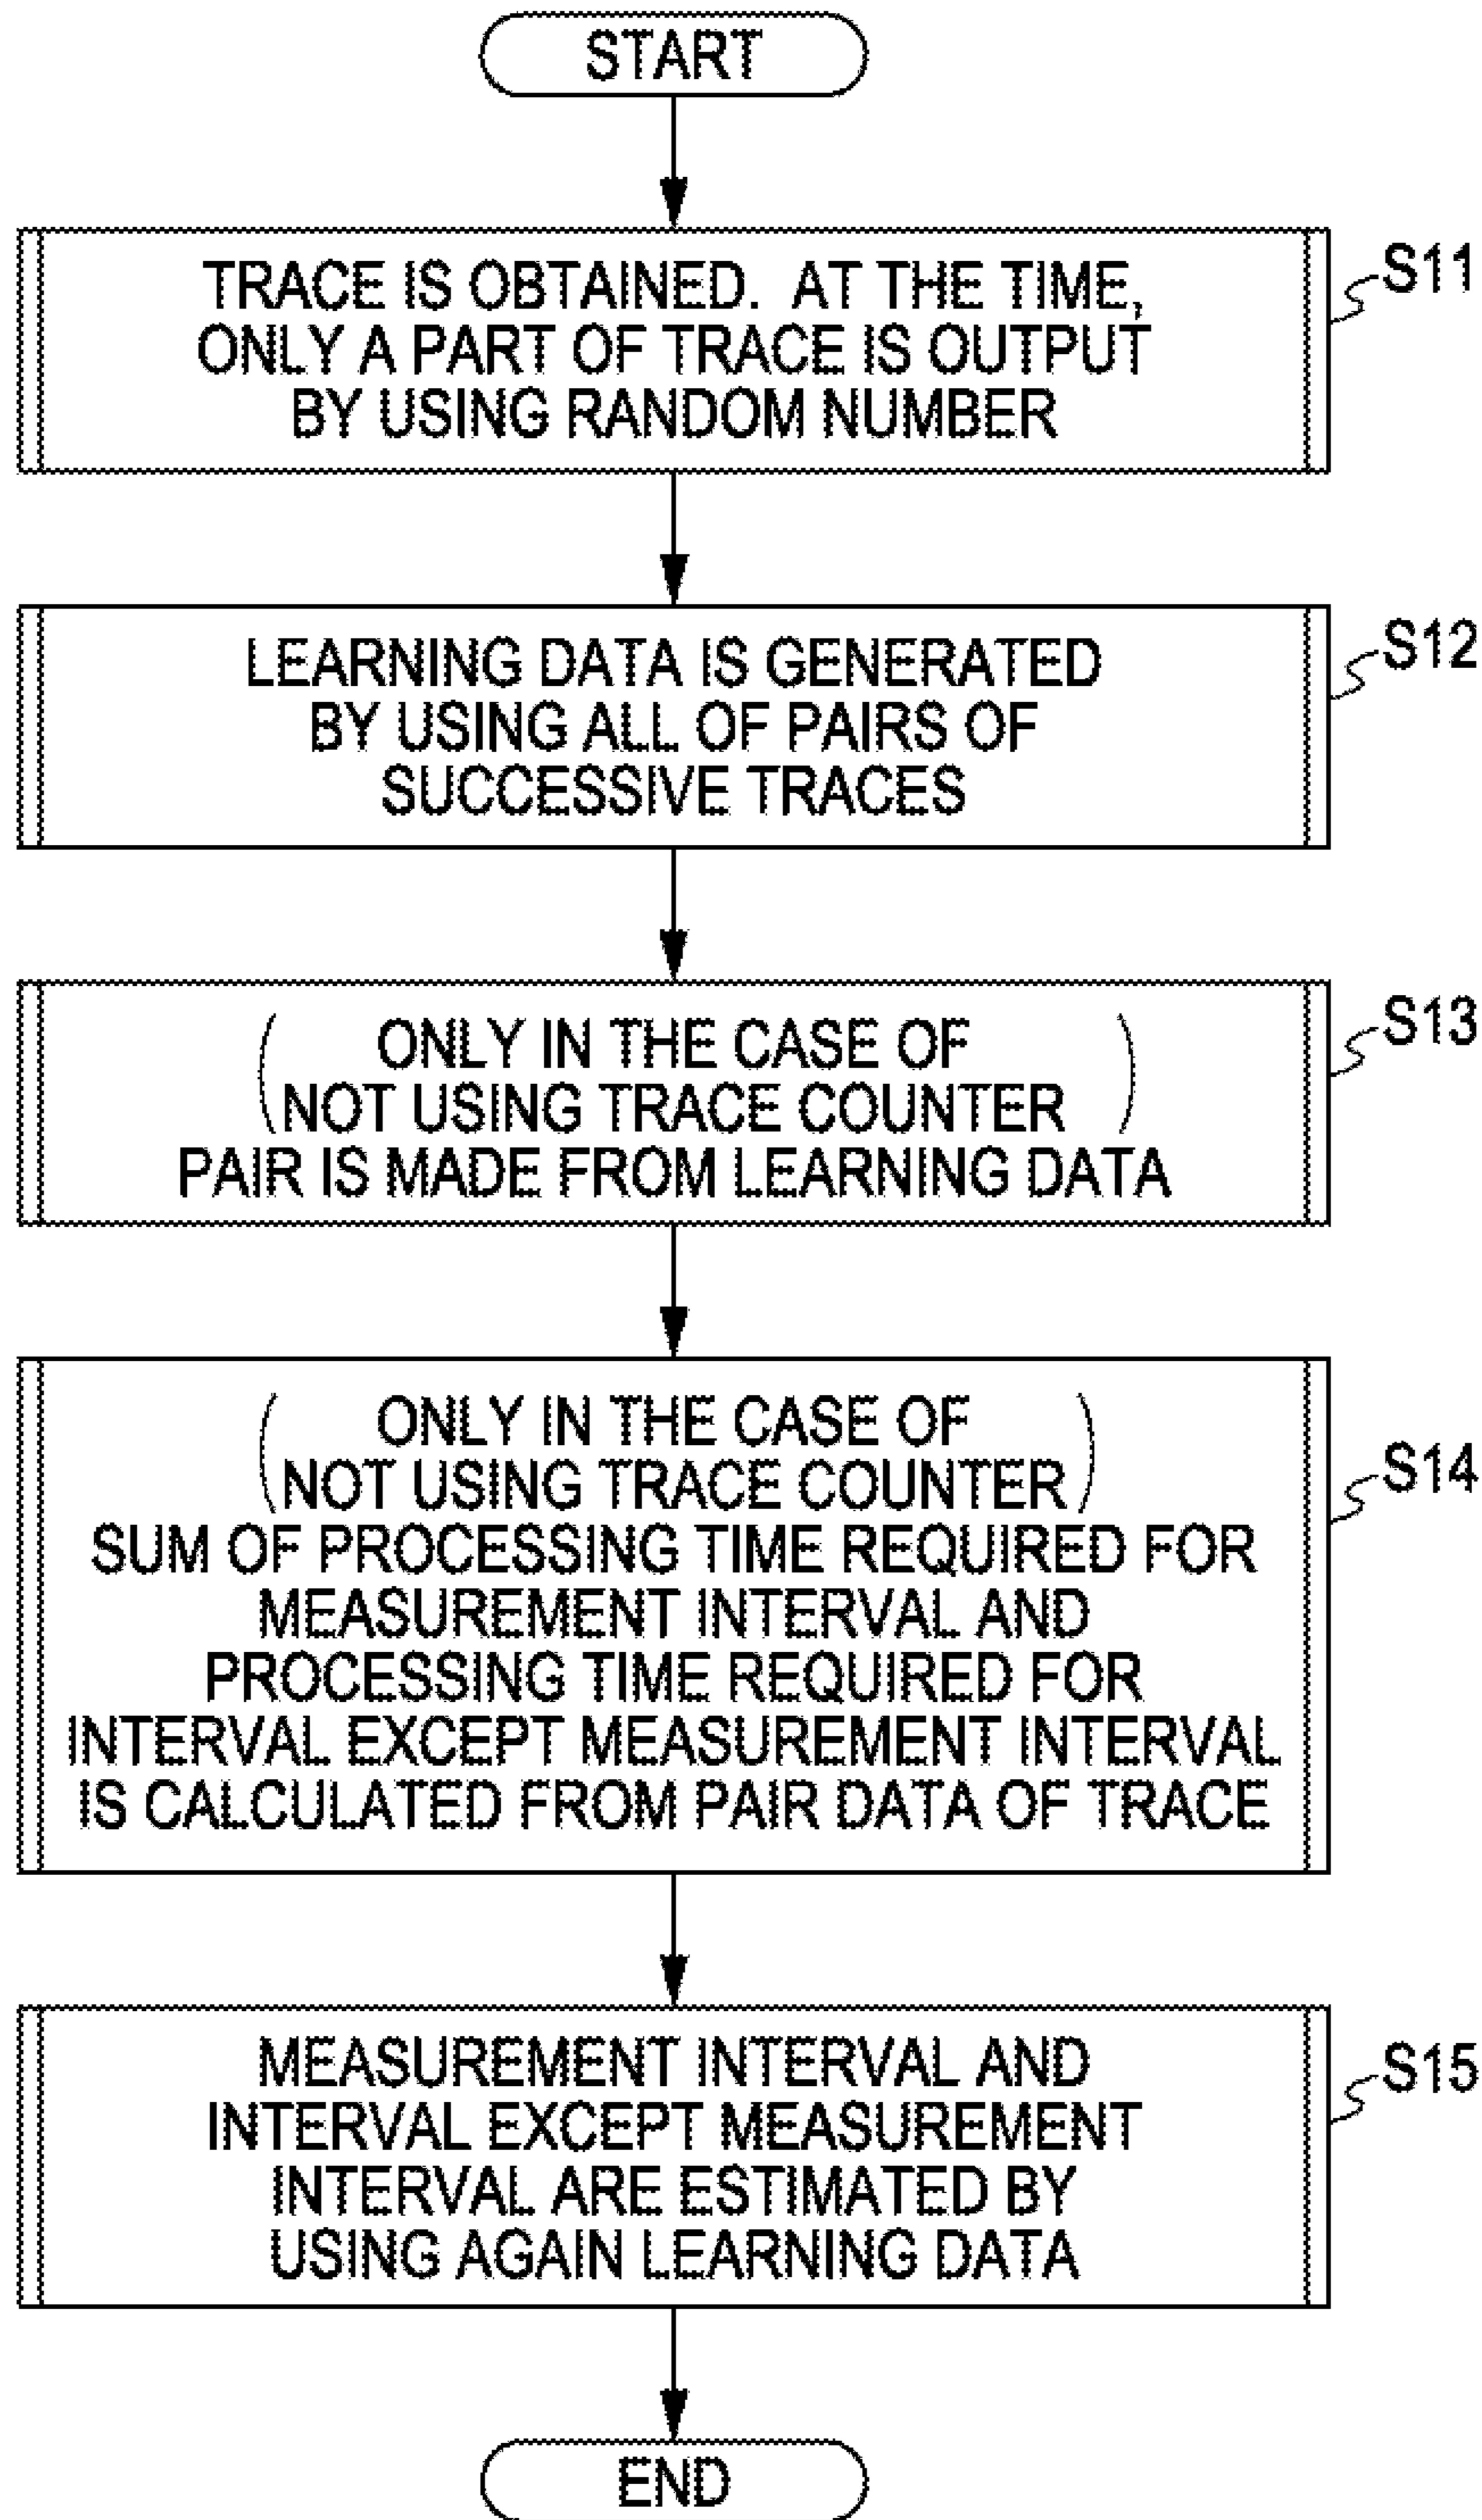 START
TRACE IS OBTAINED. AT THE TIME,
ONLY A PART OF TRACE IS OUTPUT
BY USING RANDOM NUMBER
S11
LEARNING DATA IS GENERATED
BY USING ALL OF PAIRS OF
SUCCESSIVE TRACES
S12
(ONLY IN THE CASE OF
NOT USING TRACE COUNTER)
PAIR IS MADE FROM LEARNING DATA
S13
(ONLY IN THE CASE OF
NOT USING TRACE COUNTER)
SUM OF PROCESSING TIME REQUIRED FOR
MEASUREMENT INTERVAL AND
PROCESSING TIME REQUIRED FOR
INTERVAL EXCEPT MEASUREMENT INTERVAL
IS CALCULATED FROM PAIR DATA OF TRACE
S14
MEASUREMENT INTERVAL AND
INTERVAL EXCEPT MEASUREMENT
INTERVAL ARE ESTIMATED BY
USING AGAIN LEARNING DATA
S15
END